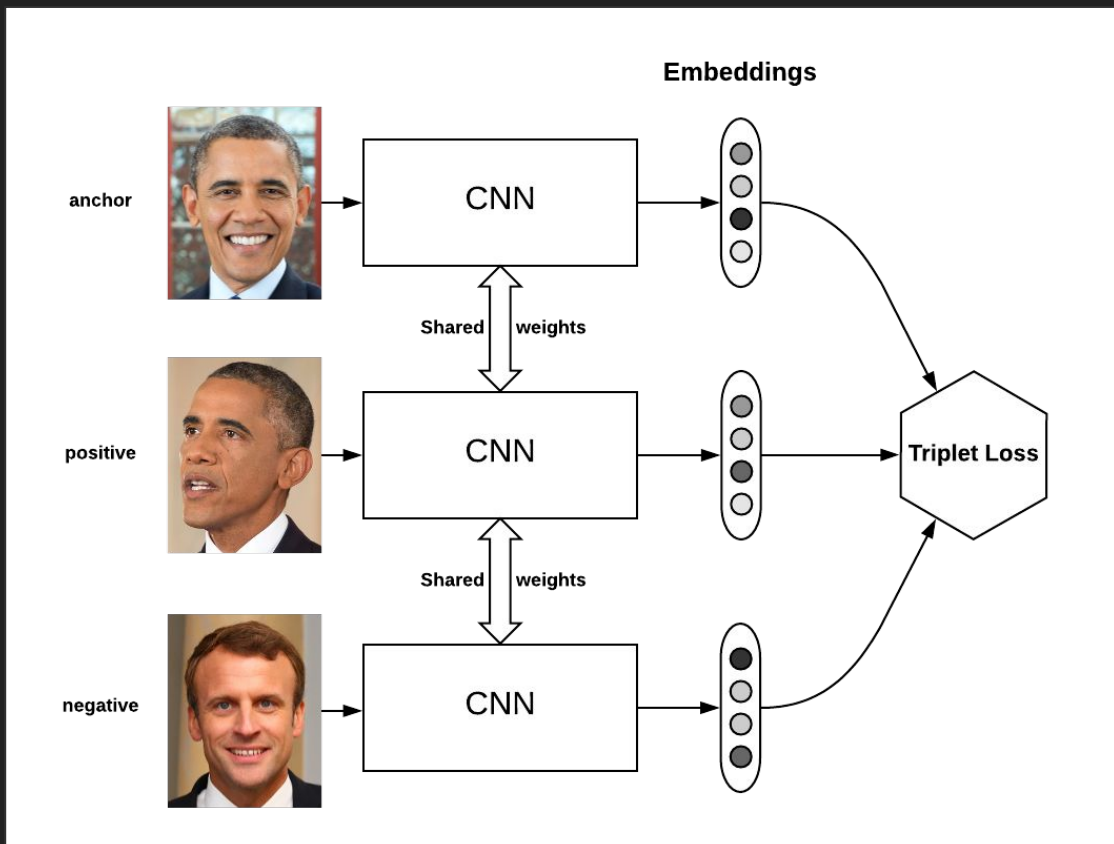 Embeddings
anchor
CNN
Shared weights
positive
CNN
Triplet Loss
Shared weights
negative
CNN